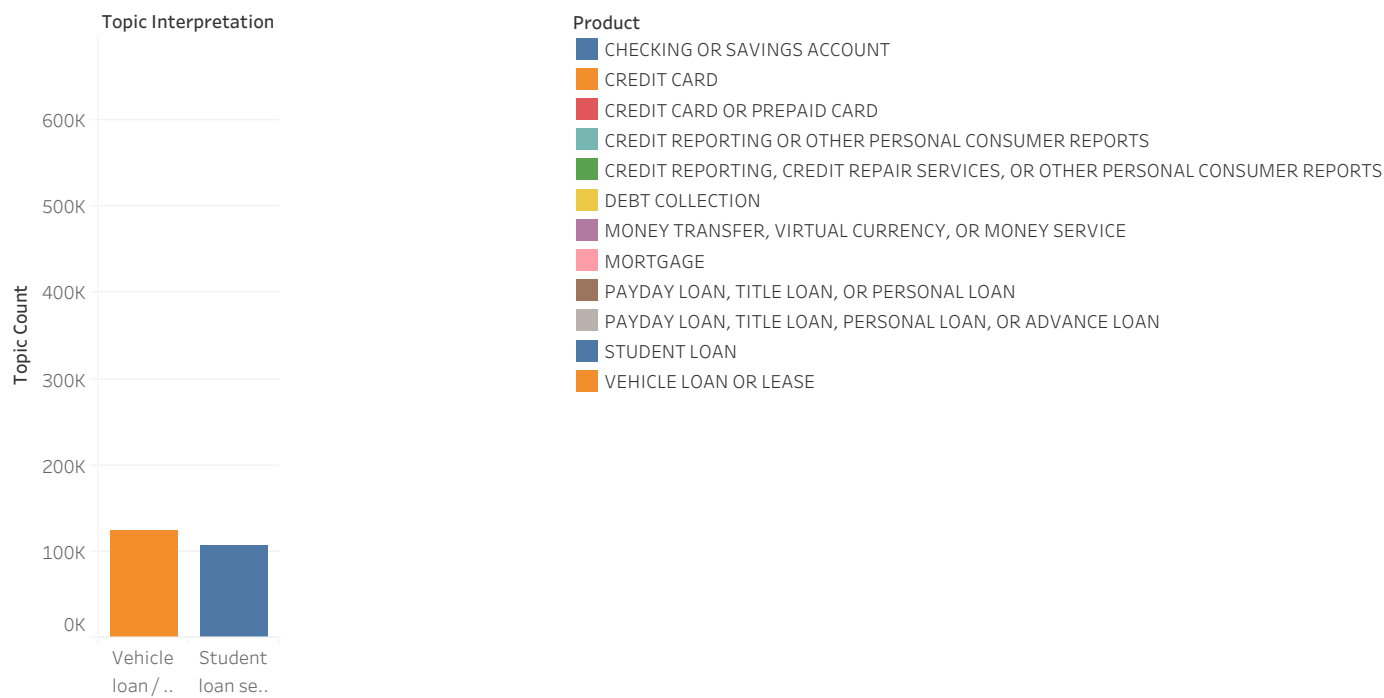 Topic Interpretation
600K
500K
400K
300K
200K
100K
0K
Topic Count
Vehicle
loan / ..
Student
loan se..
Product
CHECKING OR SAVINGS ACCOUNT
CREDIT CARD
CREDIT CARD OR PREPAID CARD
CREDIT REPORTING OR OTHER PERSONAL CONSUMER REPORTS
CREDIT REPORTING, CREDIT REPAIR SERVICES, OR OTHER PERSONAL CONSUMER REPORTS
DEBT COLLECTION
MONEY TRANSFER, VIRTUAL CURRENCY, OR MONEY SERVICE
MORTGAGE
PAYDAY LOAN, TITLE LOAN, OR PERSONAL LOAN
PAYDAY LOAN, TITLE LOAN, PERSONAL LOAN, OR ADVANCE LOAN
STUDENT LOAN
VEHICLE LOAN OR LEASE